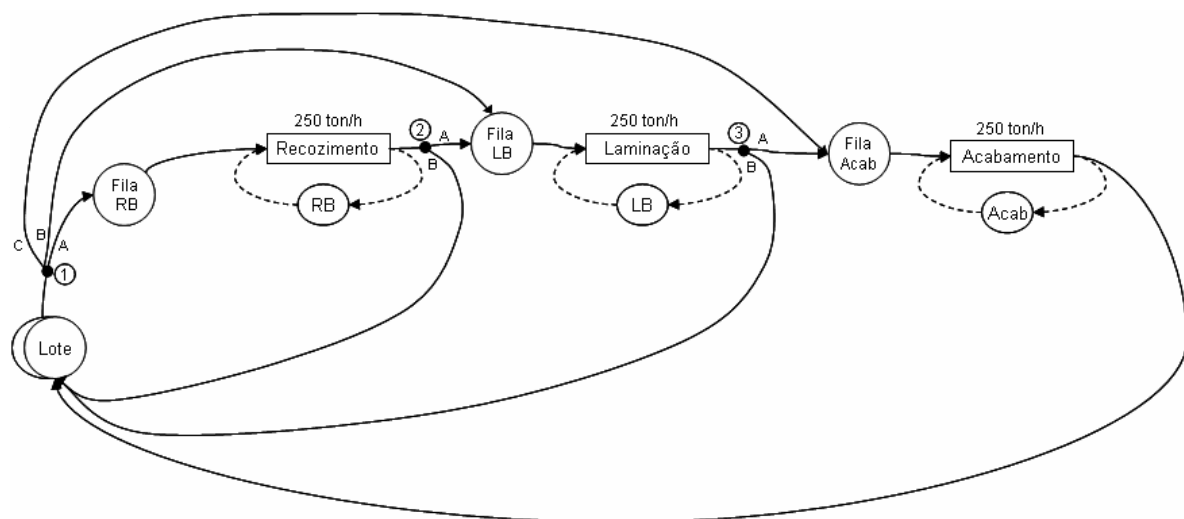 250 ton/h
Recozimento
RB
Fila
RB
2
A
B
Fila
LB
250 ton/h
Laminação
LB
3
A
B
Fila
Acab
250 ton/h
Acabamento
Acab
C
B
A
1
Lote